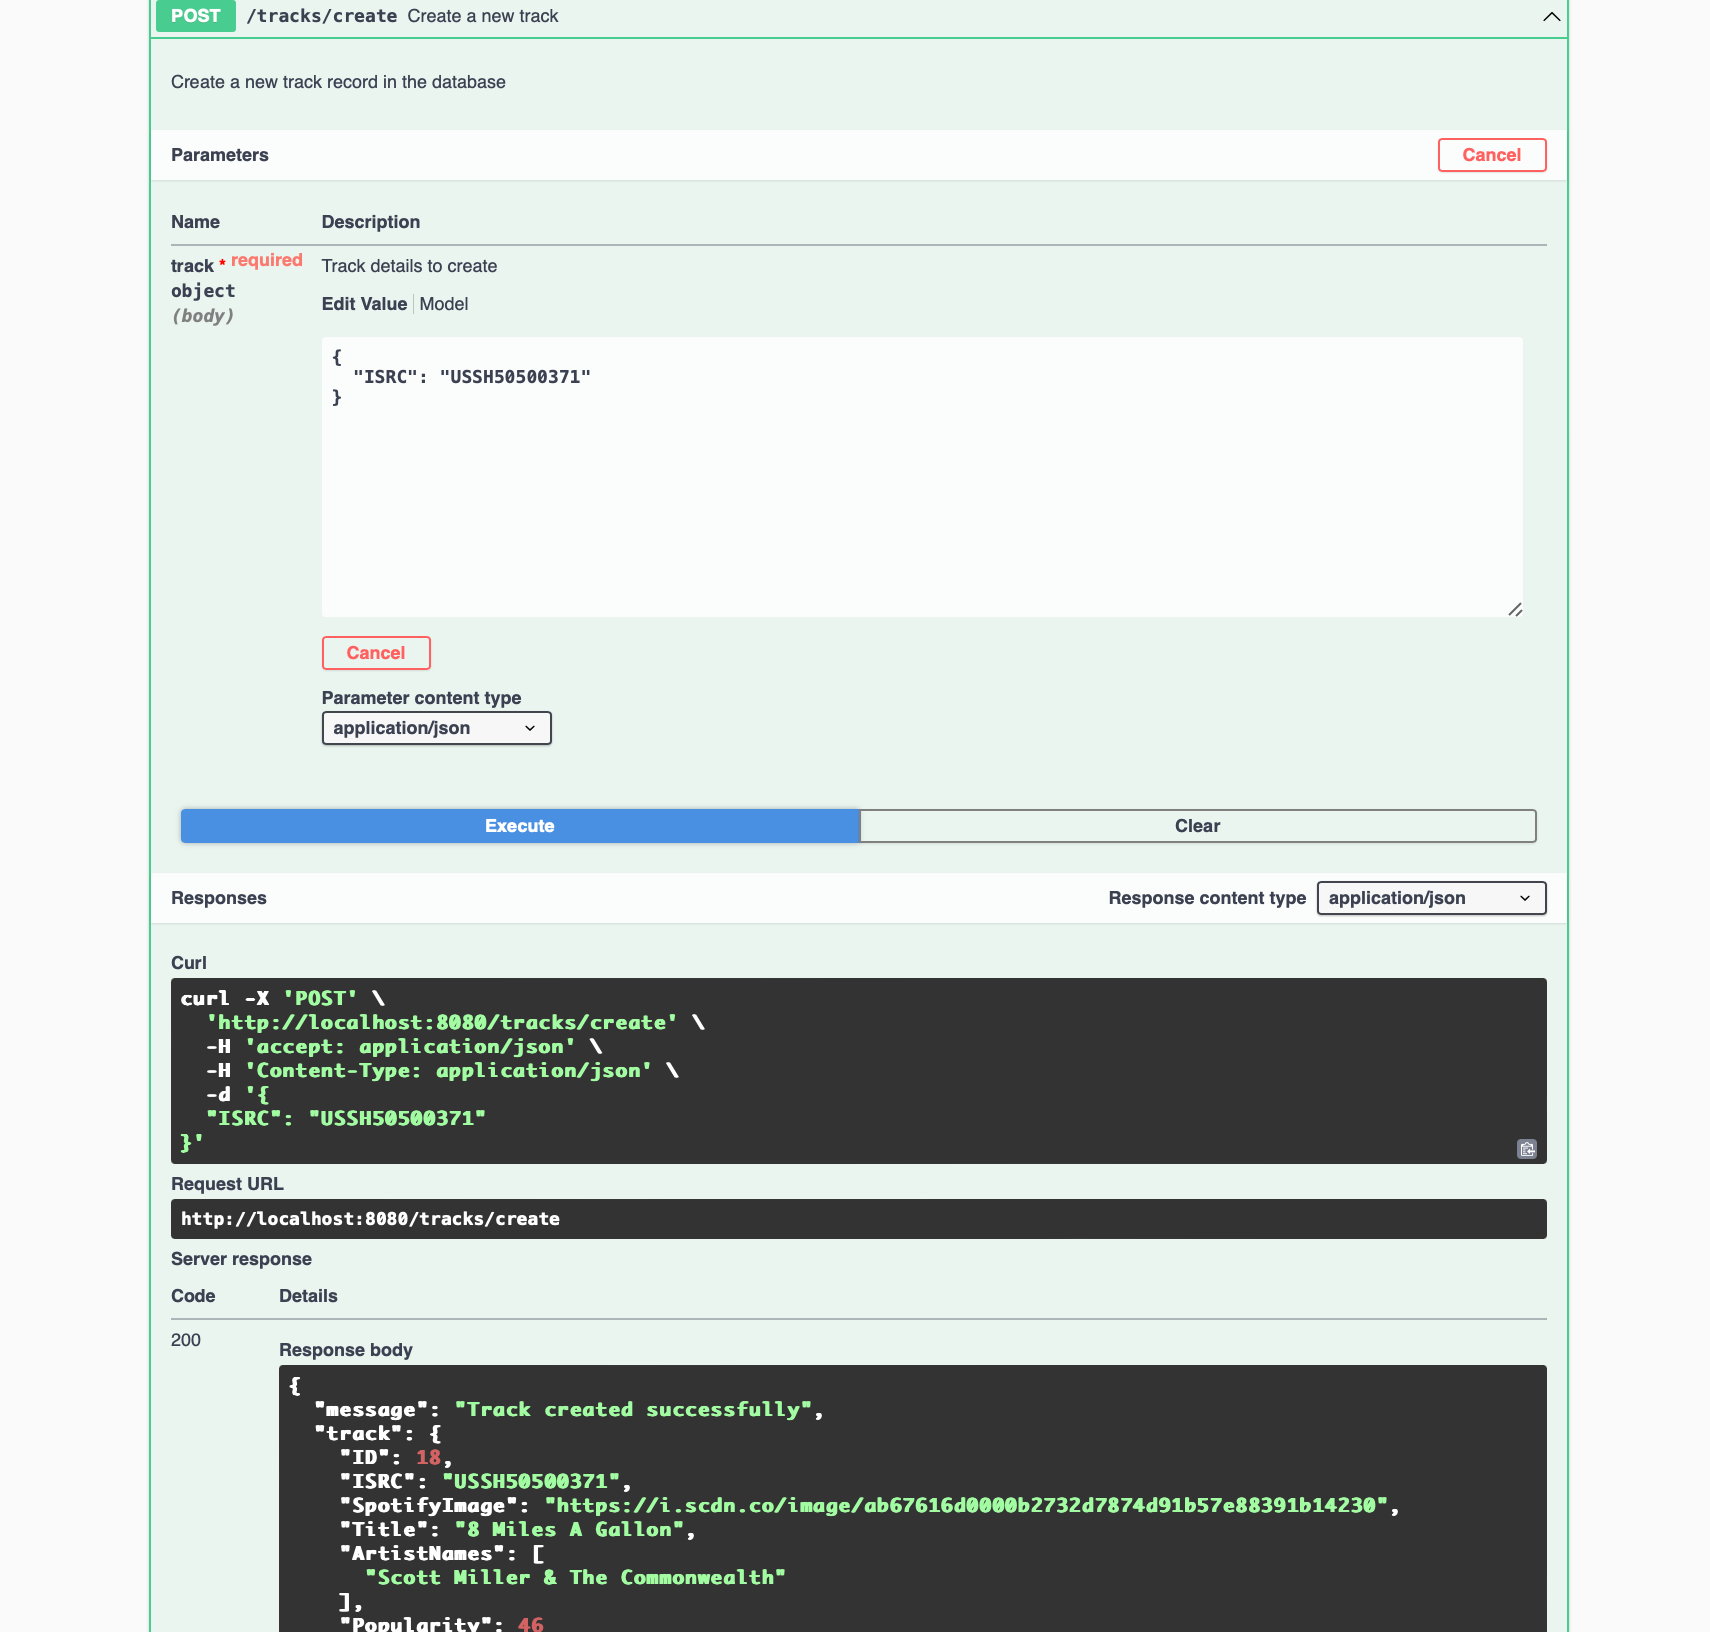 POST /tracks/create Create a new track
Create a new track record in the database
Parameters
Cancel
Name Description
track * required
object
(body)
Track details to create
Edit Value Model
{
  "ISRC": "USSH50500371"
}
Cancel
Parameter content type
application/json
Execute
Clear
Responses
Response content type application/json
Curl
curl -X 'POST' \
  'http://localhost:8080/tracks/create' \
  -H 'accept: application/json' \
  -H 'Content-Type: application/json' \
  -d '{
  "ISRC": "USSH50500371"
}'
Request URL
http://localhost:8080/tracks/create
Server response
Code Details
200
Response body
{
  "message": "Track created successfully",
  "track": {
    "ID": 18,
    "ISRC": "USSH50500371",
    "SpotifyImage": "https://i.scdn.co/image/ab67616d0000b2732d7874d91b57e88391b14230",
    "Title": "8 Miles A Gallon",
    "ArtistNames": [
      "Scott Miller & The Commonwealth"
    ],
    "Popularity": 46